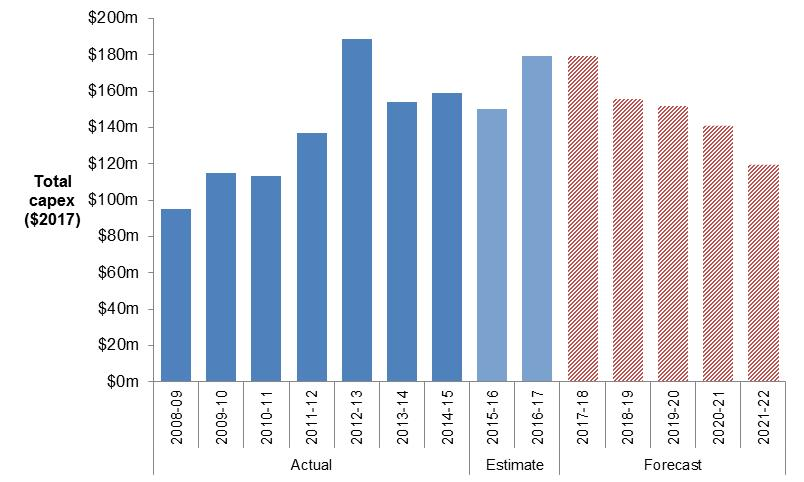 $200m
$180m
$160m
$140m
$120m
$100m
$80m
$60m
$40m
$20m
$0m
Total
capex
($2017)
2008-09
2009-10
2010-11
2011-12
2012-13
2013-14
2014-15
2015-16
2016-17
2017-18
2018-19
2019-20
2020-21
2021-22
Actual
Estimate
Forecast